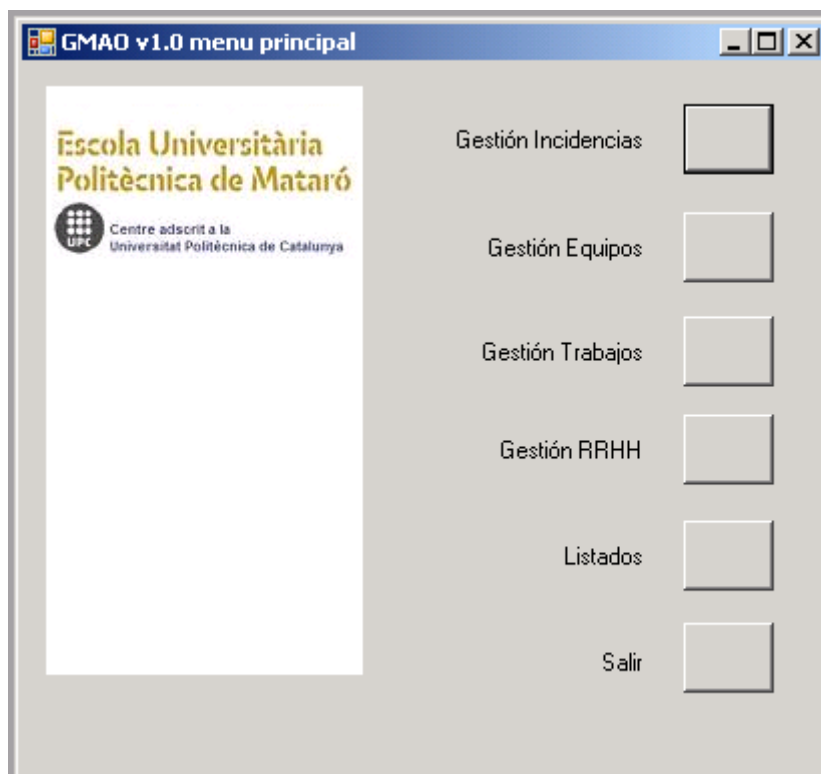 GMAO v1.0 menu principal
Escola Universitària
Politècnica de Mataró
UPC
Centre adscrit a la
Universitat Politècnica de Catalunya
Gestión Incidencias
Gestión Equipos
Gestión Trabajos
Gestión RRHH
Listados
Salir